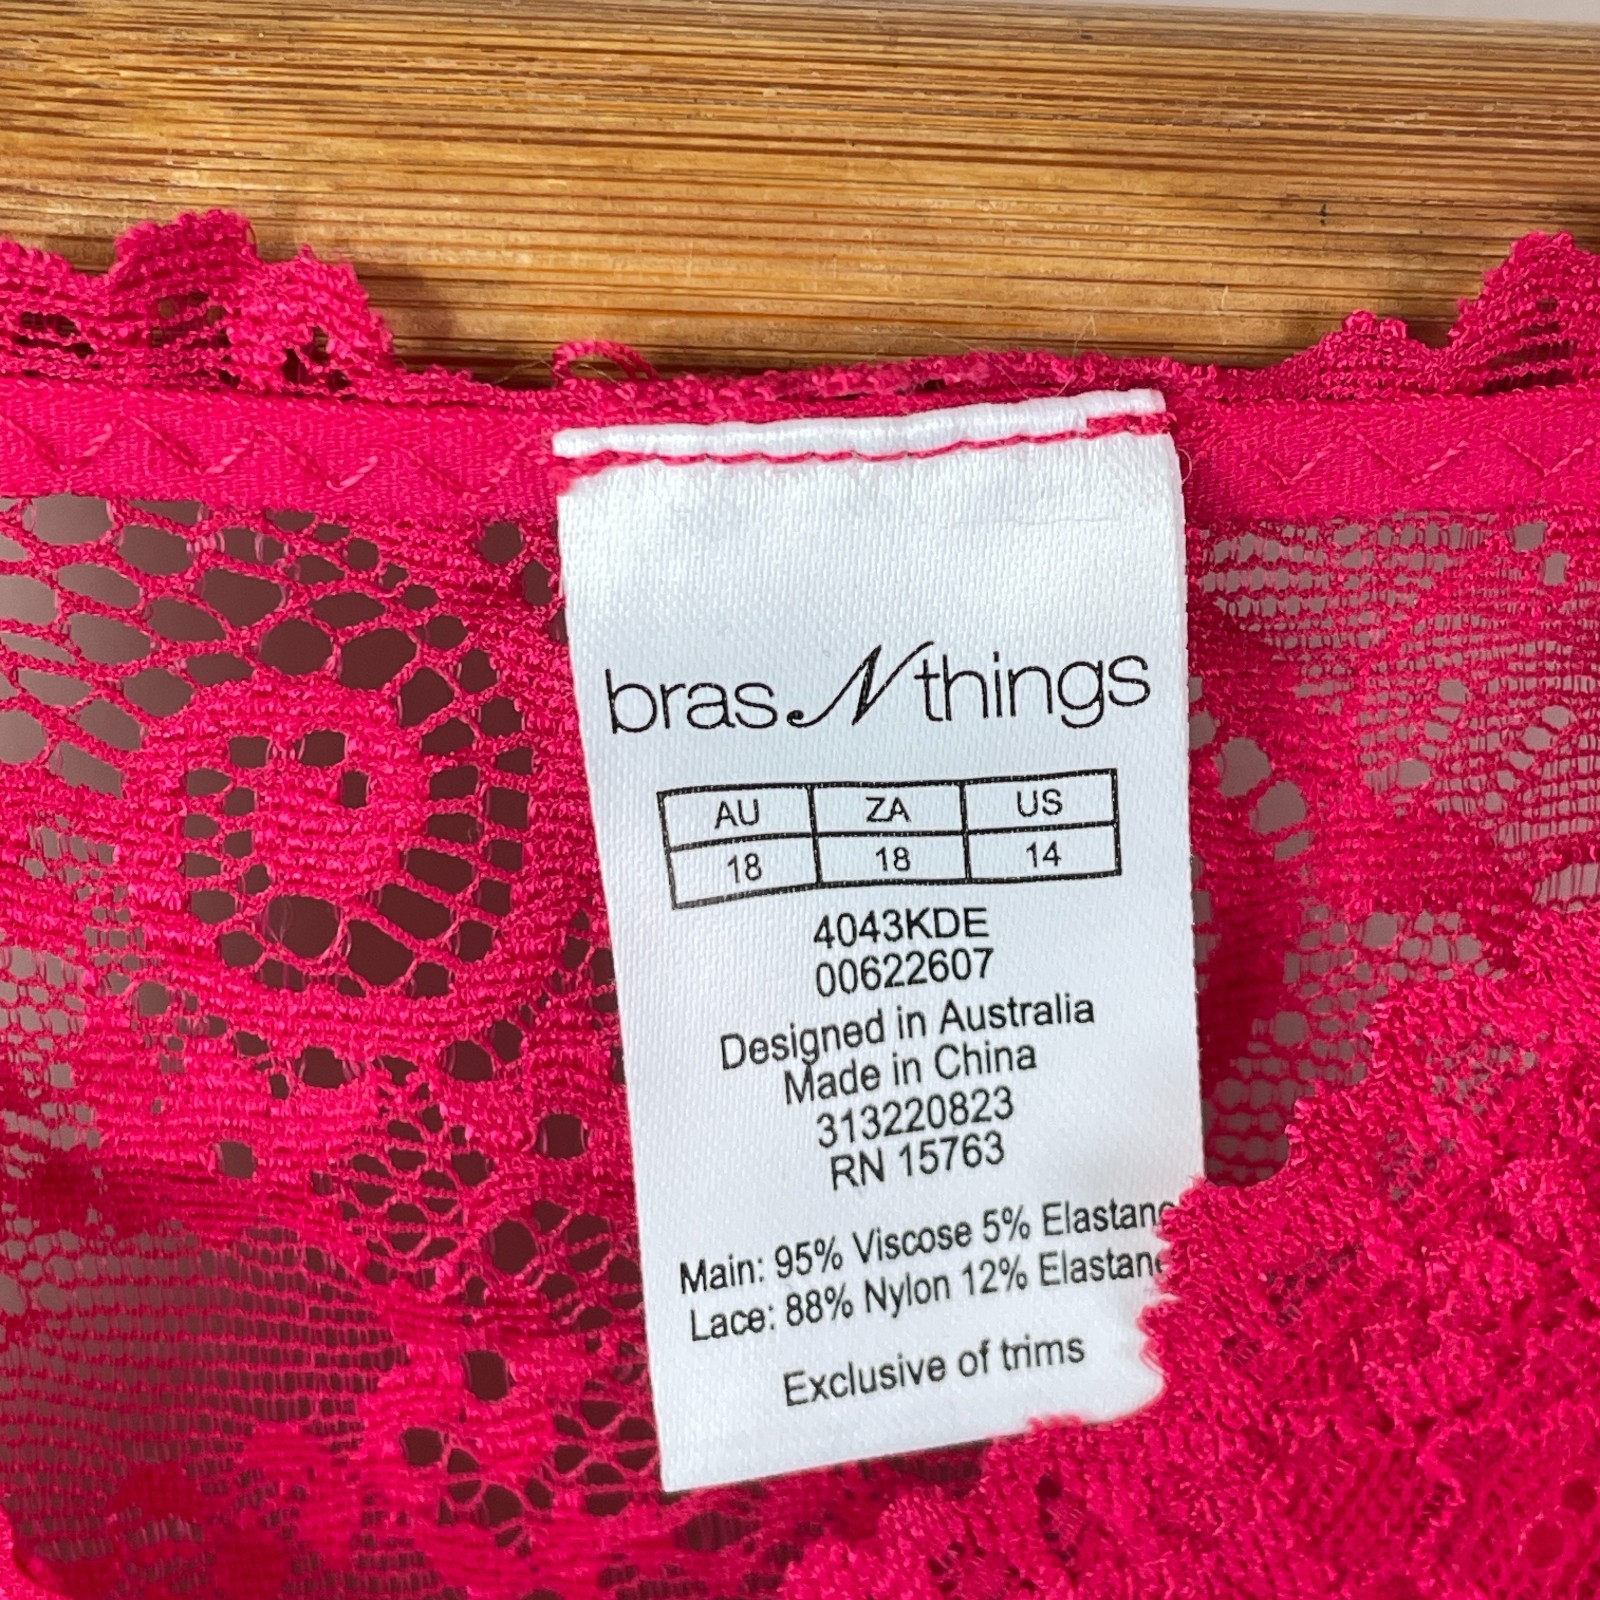 bras N things
AU ZA US
18 18 14
4043KDE
00622607
Designed in Australia
Made in China
313220823
RN 15763
Main: 95% Viscose 5% Elastane
Lace: 88% Nylon 12% Elastane
Exclusive of trims